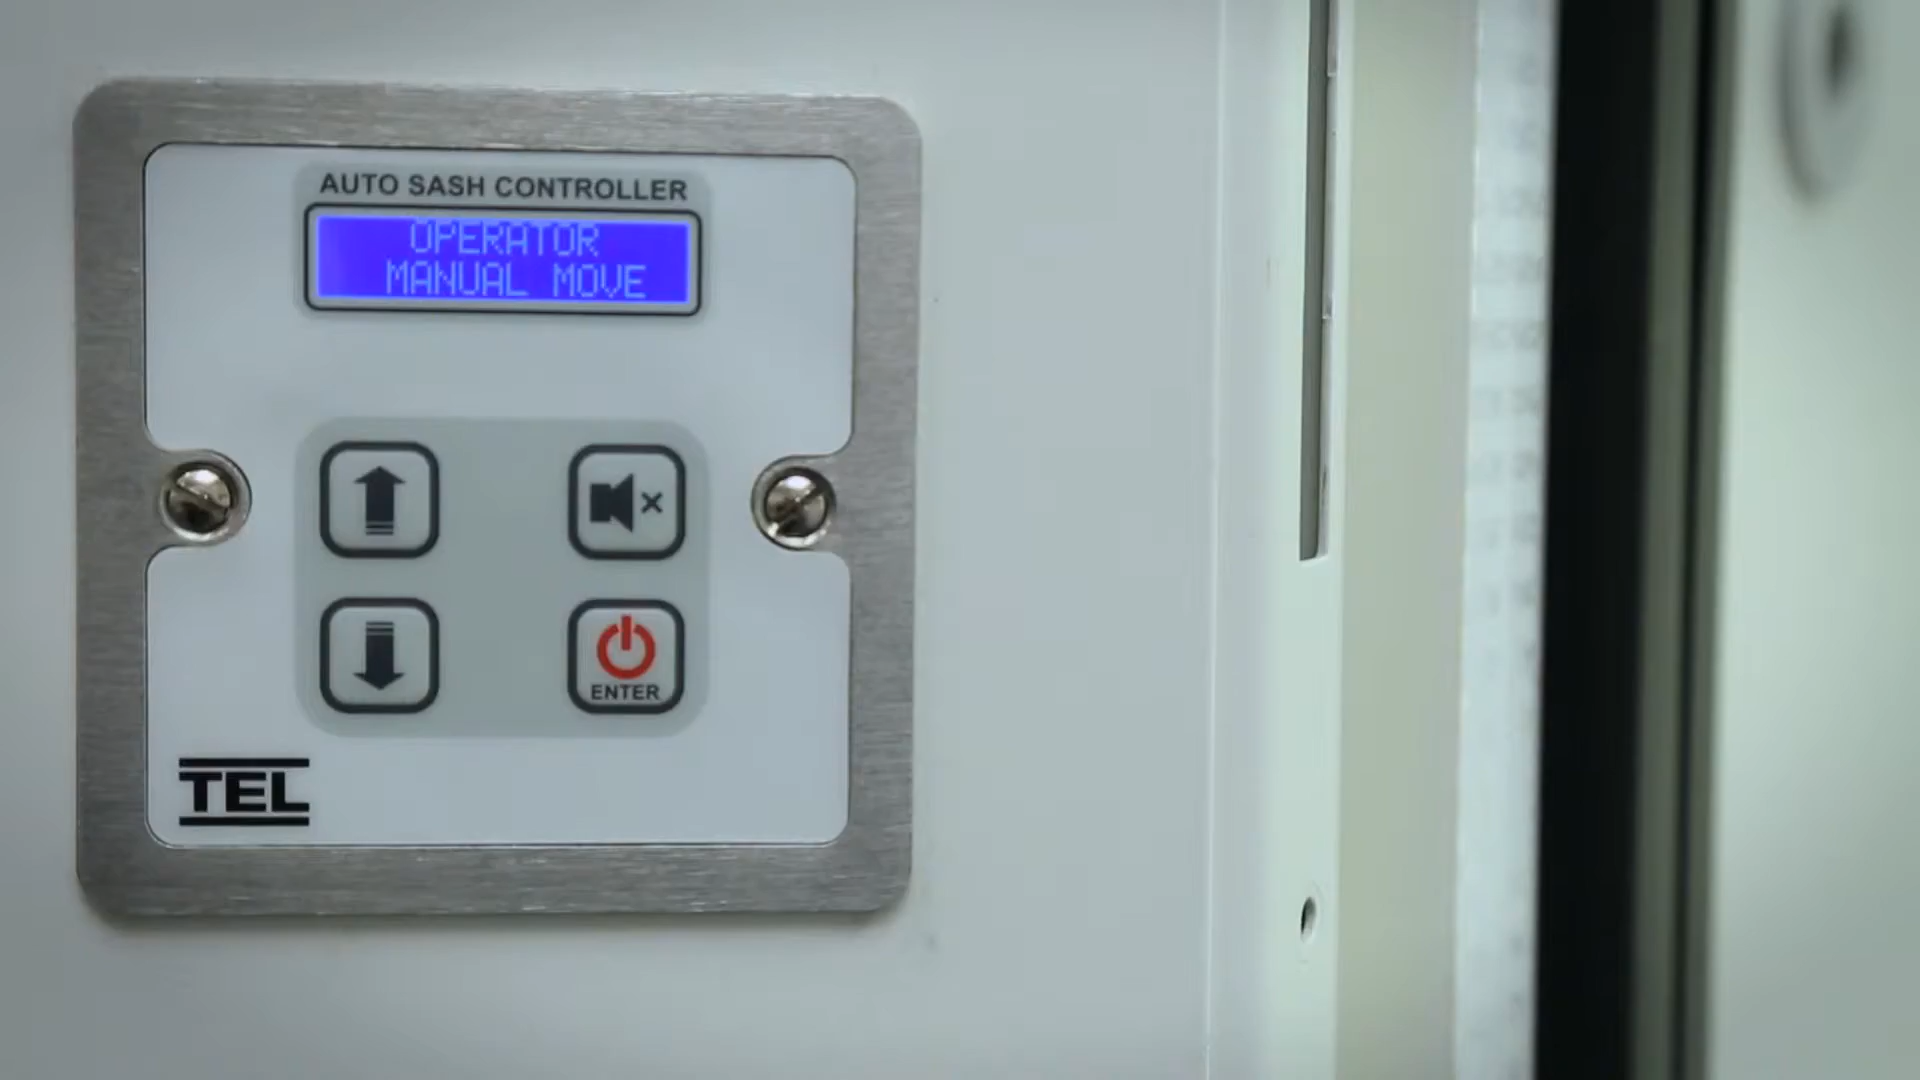 AUTO SASH CONTROLLER
OPERATOR
MANUAL MOVE
ENTER
TEL